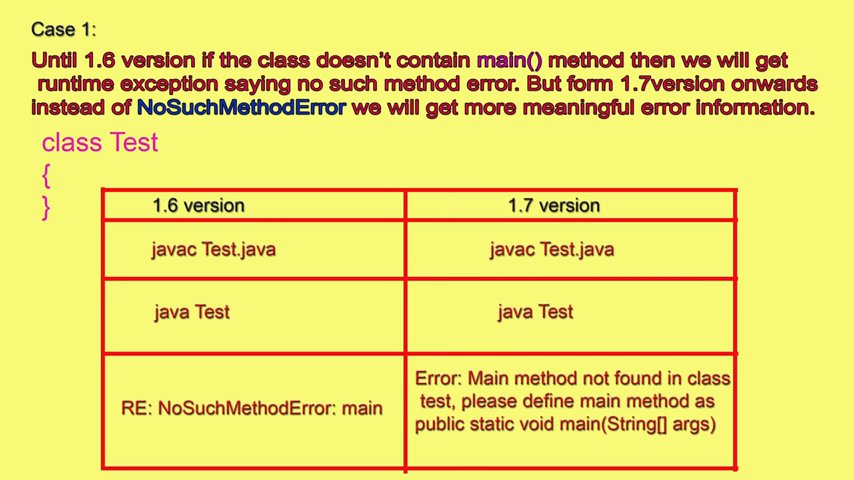 Case 1:
Until 1.6 version if the class doesn't contain main() method then we will get
runtime exception saying no such method error. But form 1.7version onwards
instead of NoSuchMethodError we will get more meaningful error information.
class Test
{
}
1.6 version
1.7 version
javac Test.java
javac Test.java
java Test
java Test
RE: NoSuchMethodError: main
Error: Main method not found in class
test, please define main method as
public static void main(String[] args)